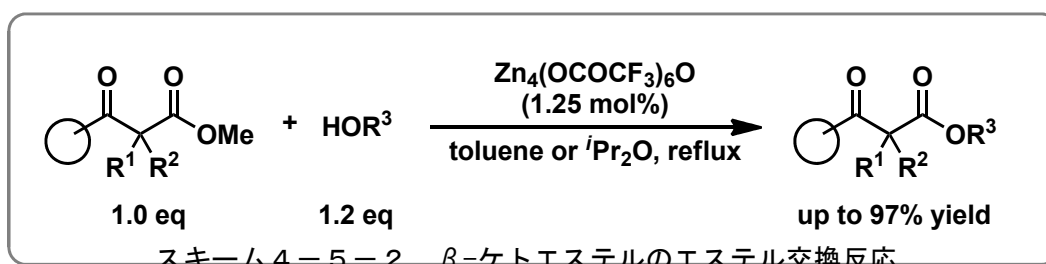 O O
OMe
R¹ R²
1.0 eq
+
HOR³
1.2 eq
Zn₄(OCOCF₃)₆O
(1.25 mol%)
toluene or ⁱPr₂O, reflux
O O
OR³
R¹ R²
up to 97% yield
スキーム４－５－２ β-ケトエステルのエステル交換反応